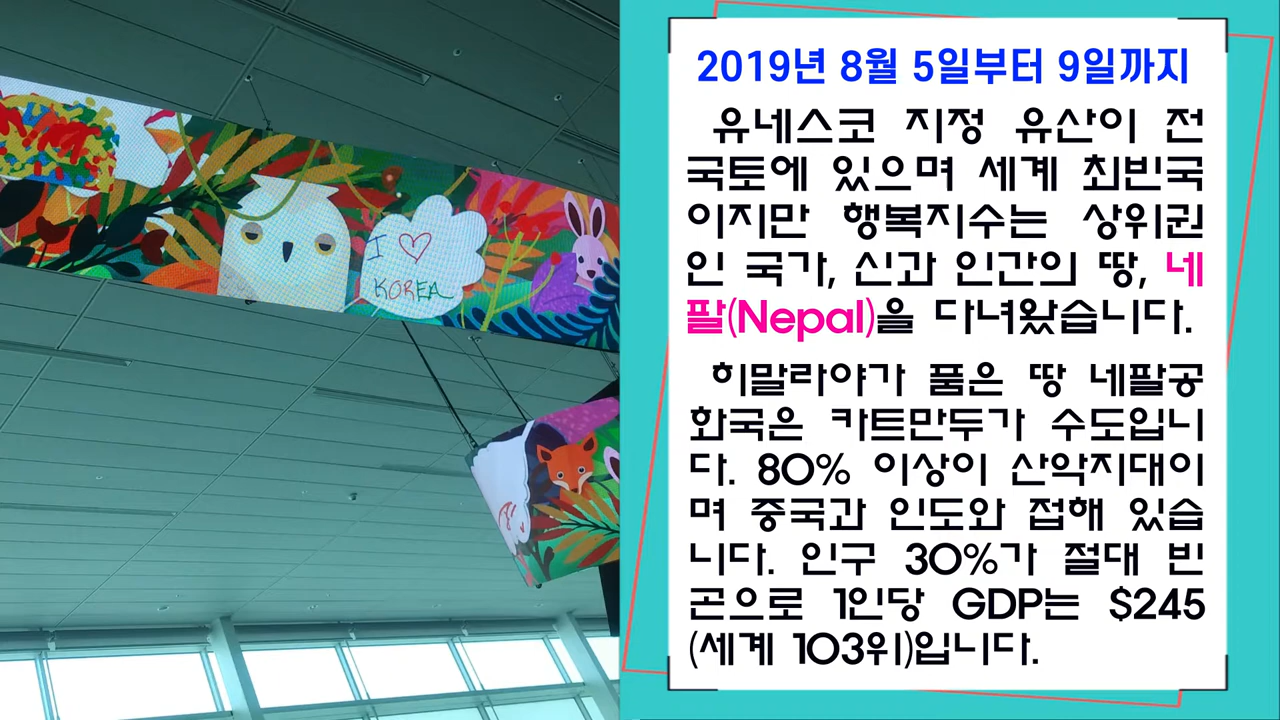 I ♡
KOREA
2019년 8월 5일부터 9일까지
유네스코 지정 유산이 전
국토에 있으며 세계 최빈국
이지만 행복지수는 상위권
인 국가, 신과 인간의 땅, 네
팔(Nepal)을 다녀왔습니다.
히말라야가 품은 땅 네팔공
화국은 카트만두가 수도입니
다. 80% 이상이 산악지대이
며 중국과 인도와 접해 있습
니다. 인구 30%가 절대 빈
곤으로 1인당 GDP는 $245
(세계 103위)입니다.